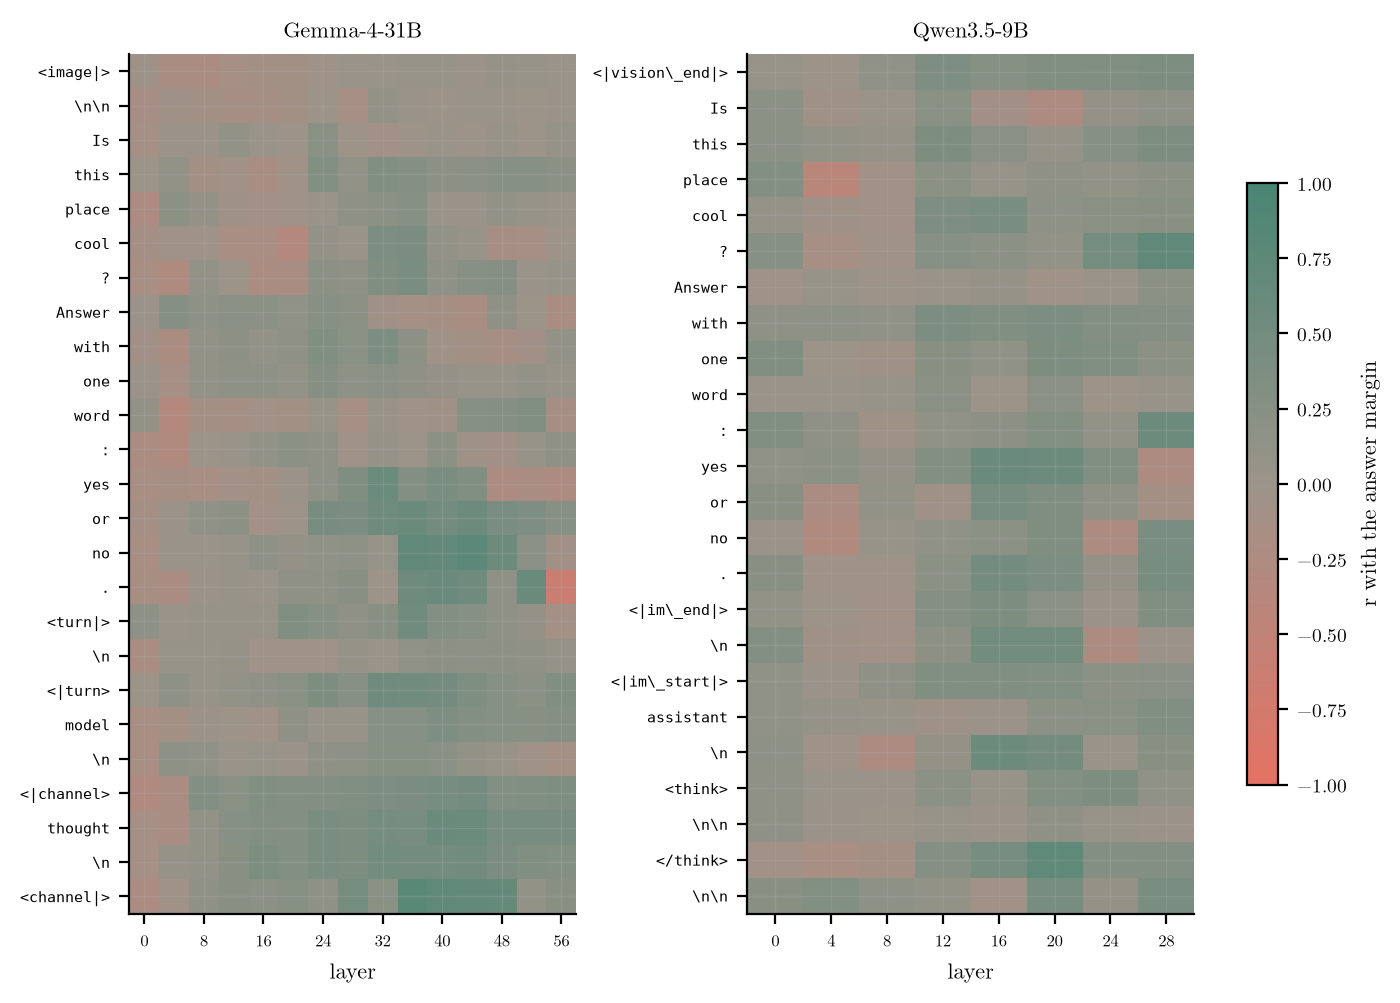 Gemma-4-31B
<image|>
\n\n
Is
this
place
cool
?
Answer
with
one
word
:
yes
or
no
.
<turn|>
\n
<|turn>
model
\n
<|channel>
thought
\n
<channel|>
0 8 16 24 32 40 48 56
layer
Qwen3.5-9B
<|vision\_end|>
Is
this
place
cool
?
Answer
with
one
word
:
yes
or
no
.
<|im\_end|>
\n
<|im\_start|>
assistant
\n
<think>
\n\n
</think>
\n\n
0 4 8 12 16 20 24 28
layer
1.00
0.75
0.50
0.25
0.00
−0.25
−0.50
−0.75
−1.00
r with the answer margin